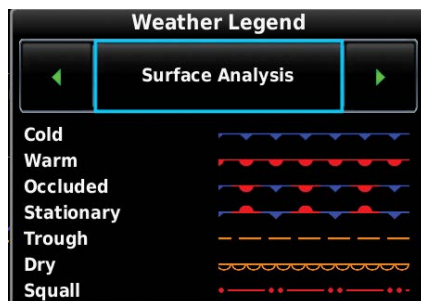 Weather Legend
Surface Analysis
Cold
Warm
Occluded
Stationary
Trough
Dry
Squall